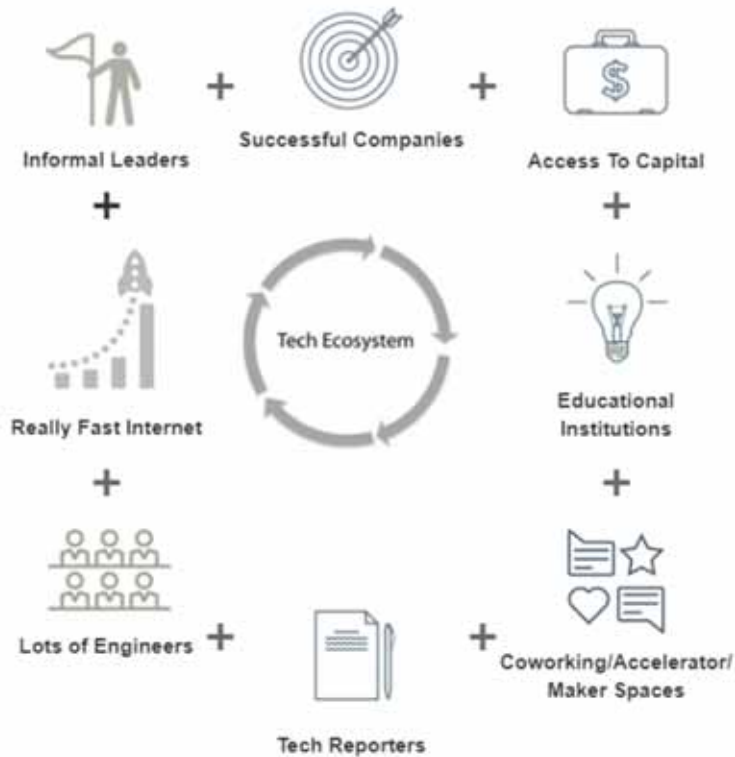 Informal Leaders
+
Successful Companies
+
$
Access To Capital
+
+
Really Fast Internet
Tech Ecosystem
Educational
Institutions
+
+
Lots of Engineers
+
Tech Reporters
+
Coworking/Accelerator/
Maker Spaces